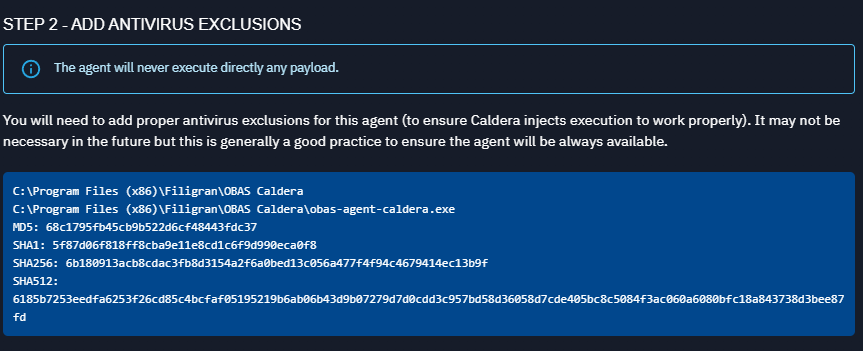 STEP 2 - ADD ANTIVIRUS EXCLUSIONS
The agent will never execute directly any payload.
You will need to add proper antivirus exclusions for this agent (to ensure Caldera injects execution to work properly). It may not be
necessary in the future but this is generally a good practice to ensure the agent will be always available.
C:\Program Files (x86)\Filigran\OBAS Caldera
C:\Program Files (x86)\Filigran\OBAS Caldera\obas-agent-caldera.exe
MD5: 68c1795fb45cb9b522d6cf48443fdc37
SHA1: 5f87d06f818ff8cba9e11e8cd1c6f9d990eca0f8
SHA256: 6b180913acb8cdac3fb8d3154a2f6a0bed13c056a477f4f94c4679414ec13b9f
SHA512:
6185b7253eedfa6253f26cd85c4bcfaf05195219b6ab06b43d9b07279d7d0cdd3c957bd58d36058d7cde405bc8c5084f3ac060a6080bfc18a843738d3bee87
fd